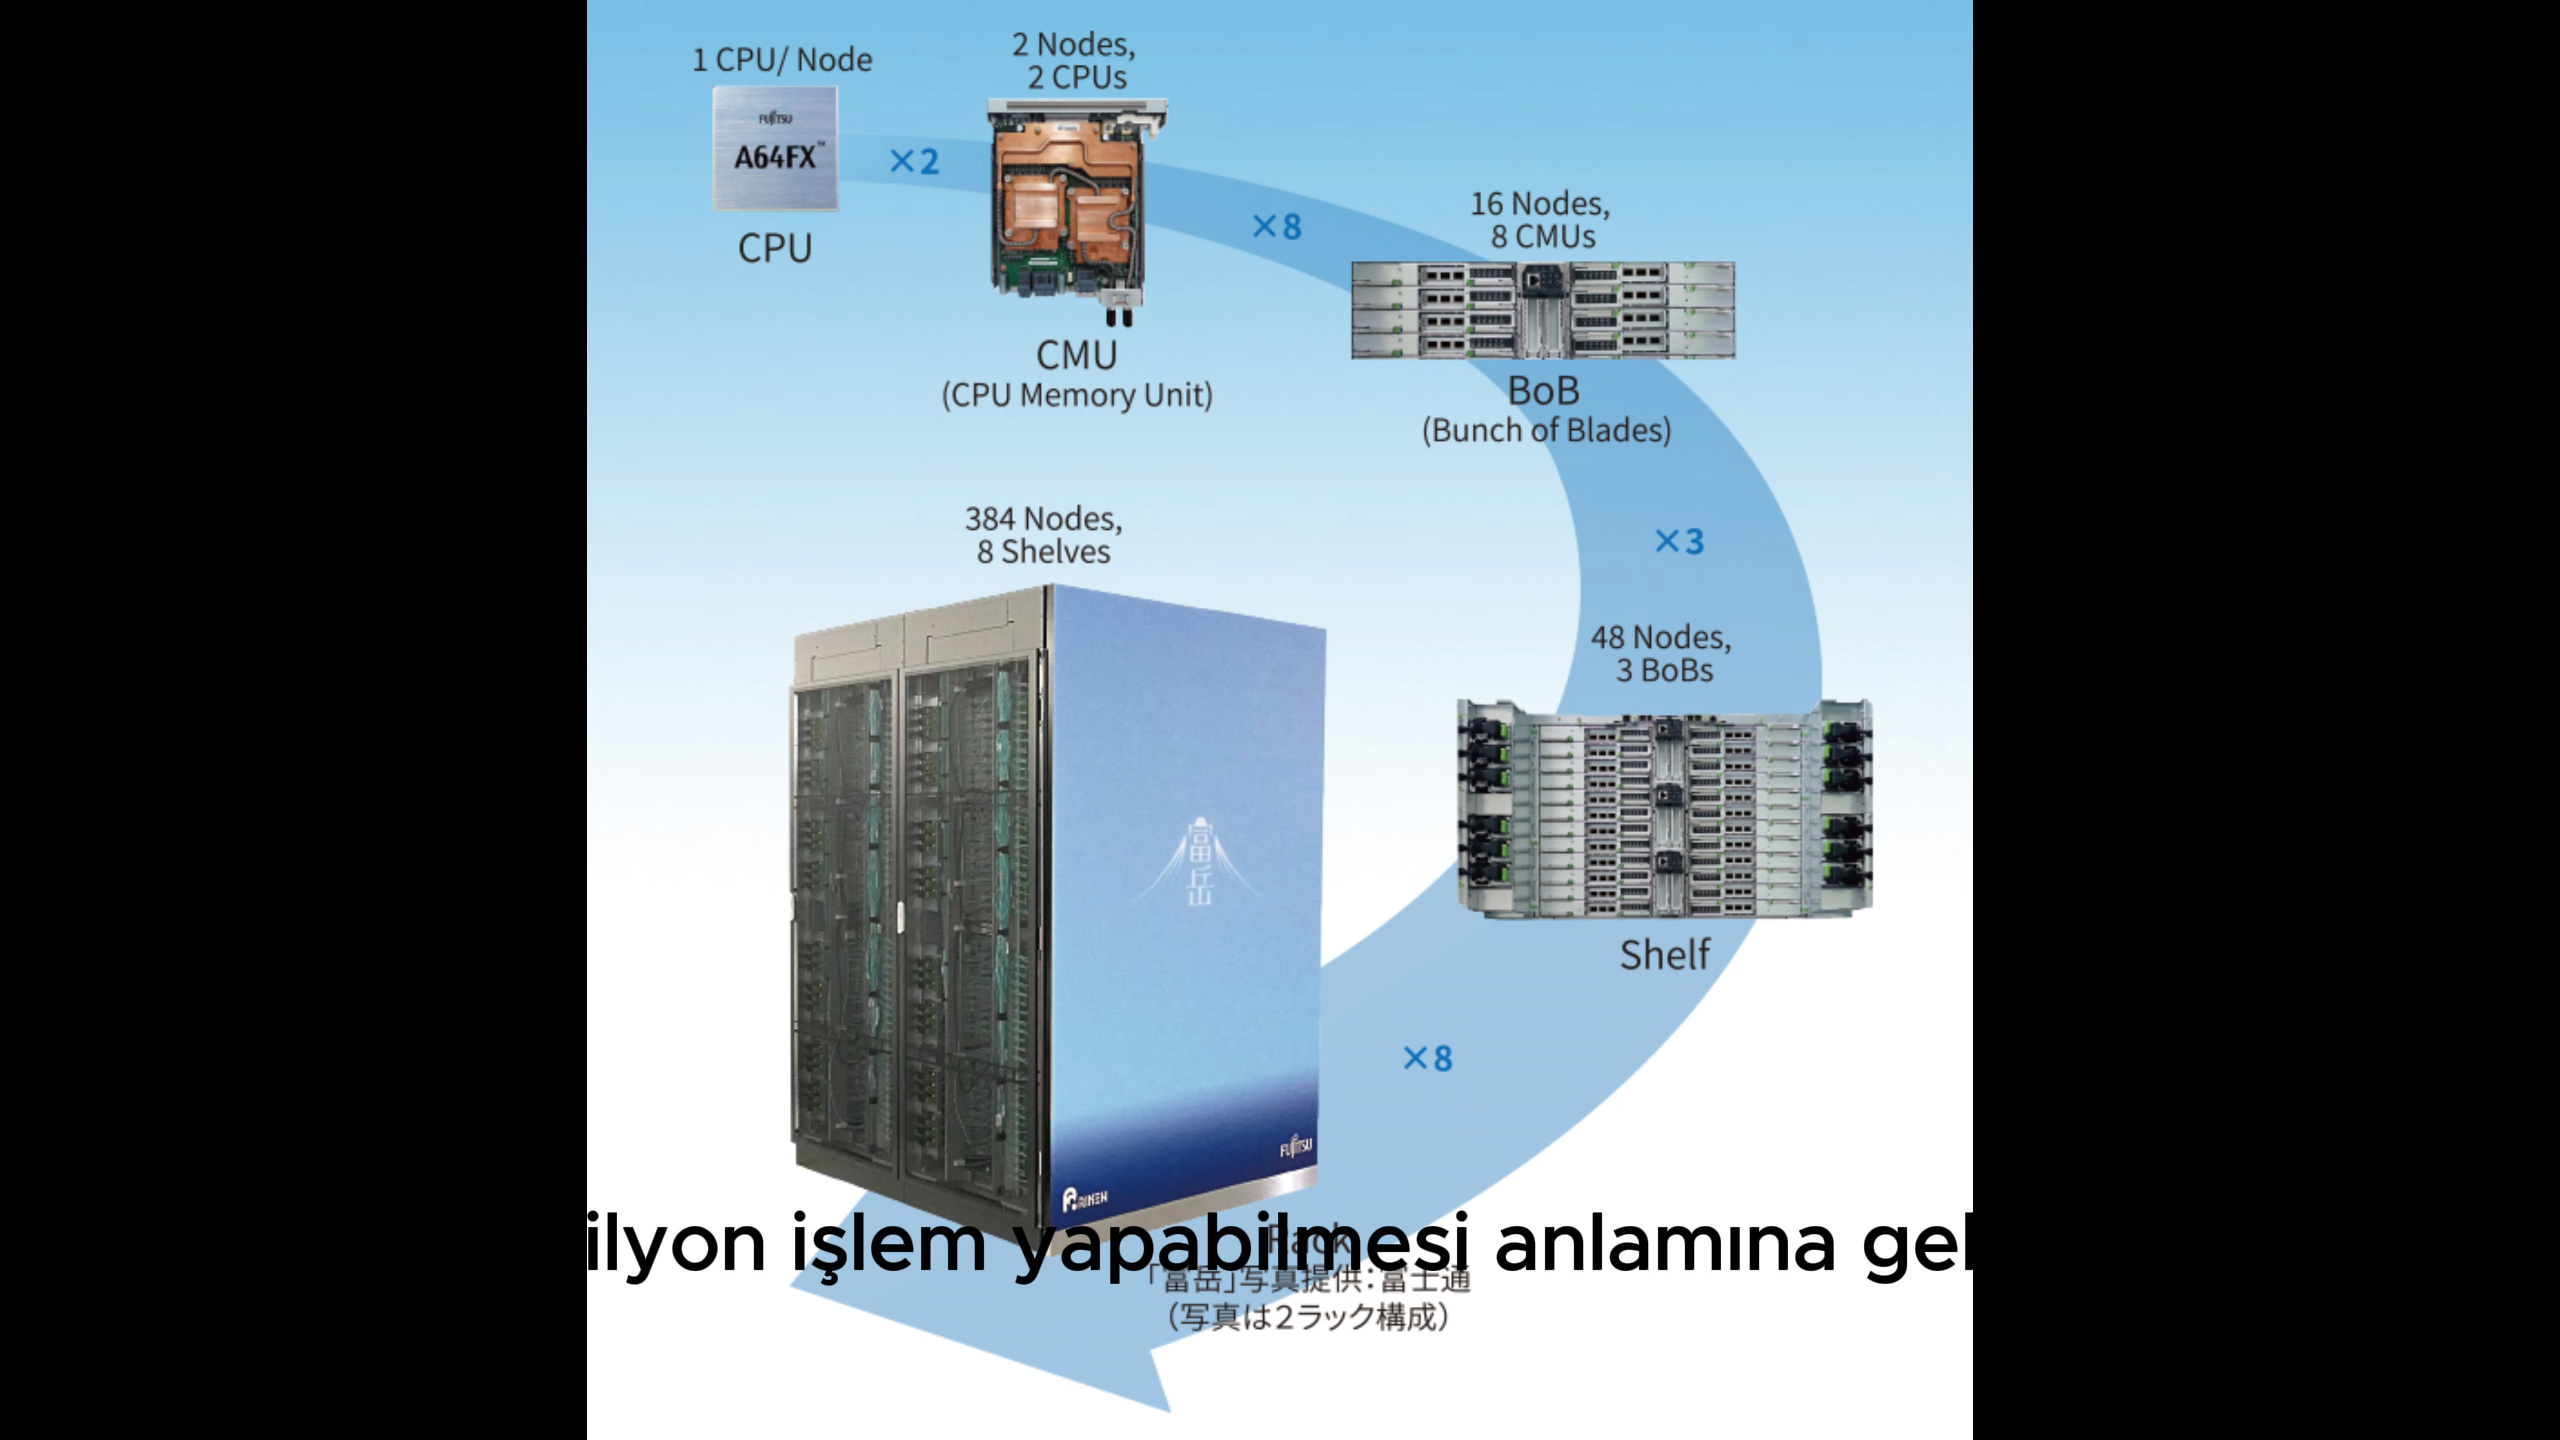 1 CPU/ Node
FUJITSU
A64FX™
CPU
×2
2 Nodes,
2 CPUs
CMU
(CPU Memory Unit)
×8
16 Nodes,
8 CMUs
BoB
(Bunch of Blades)
×3
48 Nodes,
3 BoBs
Shelf
×8
384 Nodes,
8 Shelves
富岳
FUJITSU
RIKEN
Rack
ilyon işlem yapabilmesi anlamına gel
「富岳」写真提供：富士通
（写真は2ラック構成）